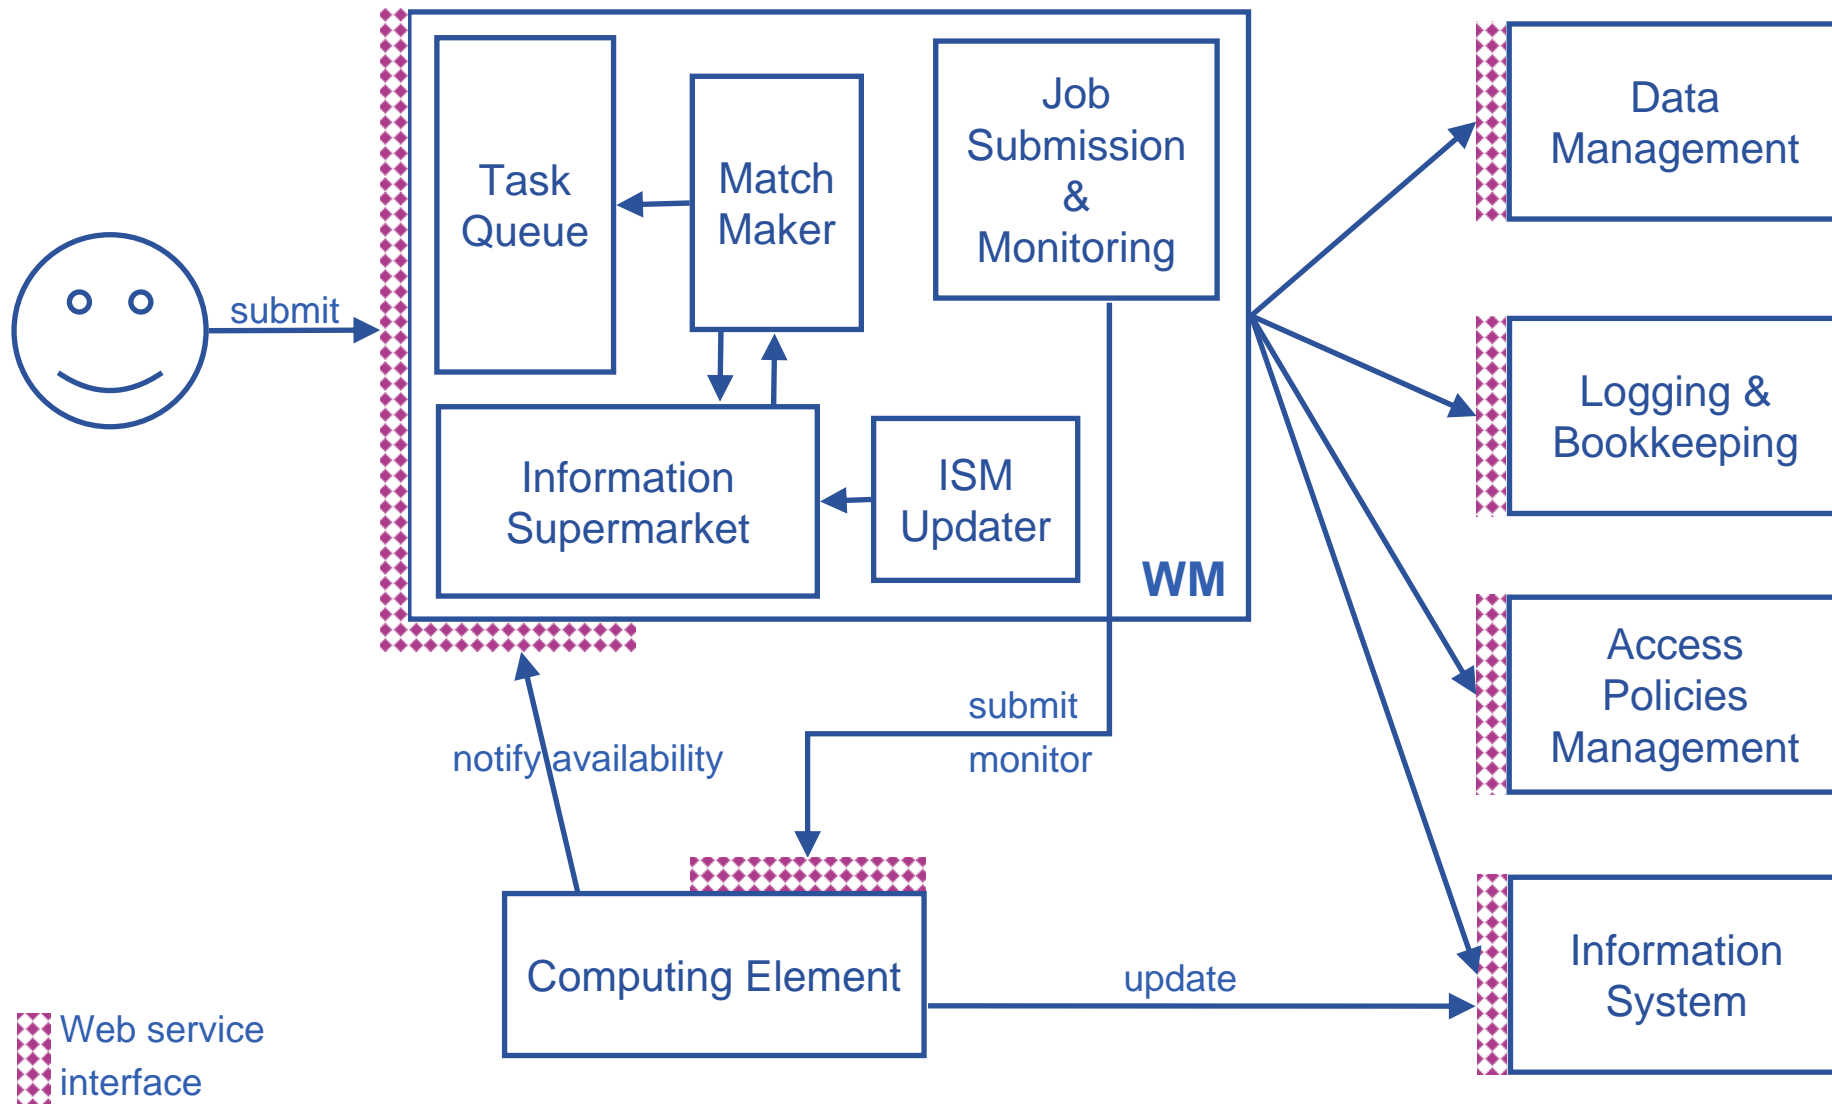 submit
Task
Queue
Match
Maker
Job
Submission
&
Monitoring
Information
Supermarket
ISM
Updater
WM
Data
Management
Logging &
Bookkeeping
Access
Policies
Management
Information
System
notify availability
submit
monitor
Computing Element
update
Web service
interface